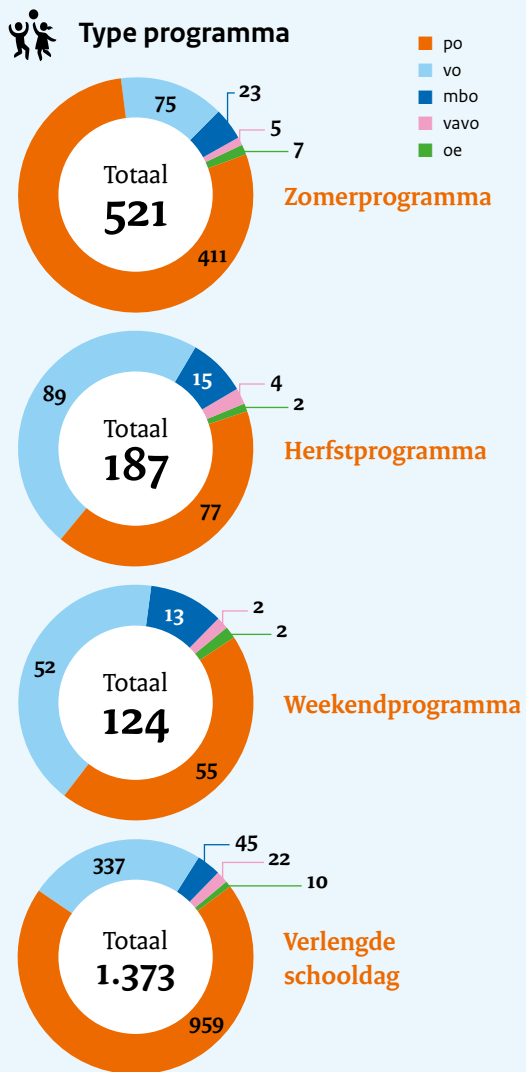 Type programma
po
vo
mbo
vavo
oe
75
23
5
7
Totaal
521
411
Zomerprogramma
89
15
4
2
Totaal
187
77
Herfstprogramma
52
13
2
2
Totaal
124
55
Weekendprogramma
337
45
22
10
Totaal
1.373
959
Verlengde
schooldag